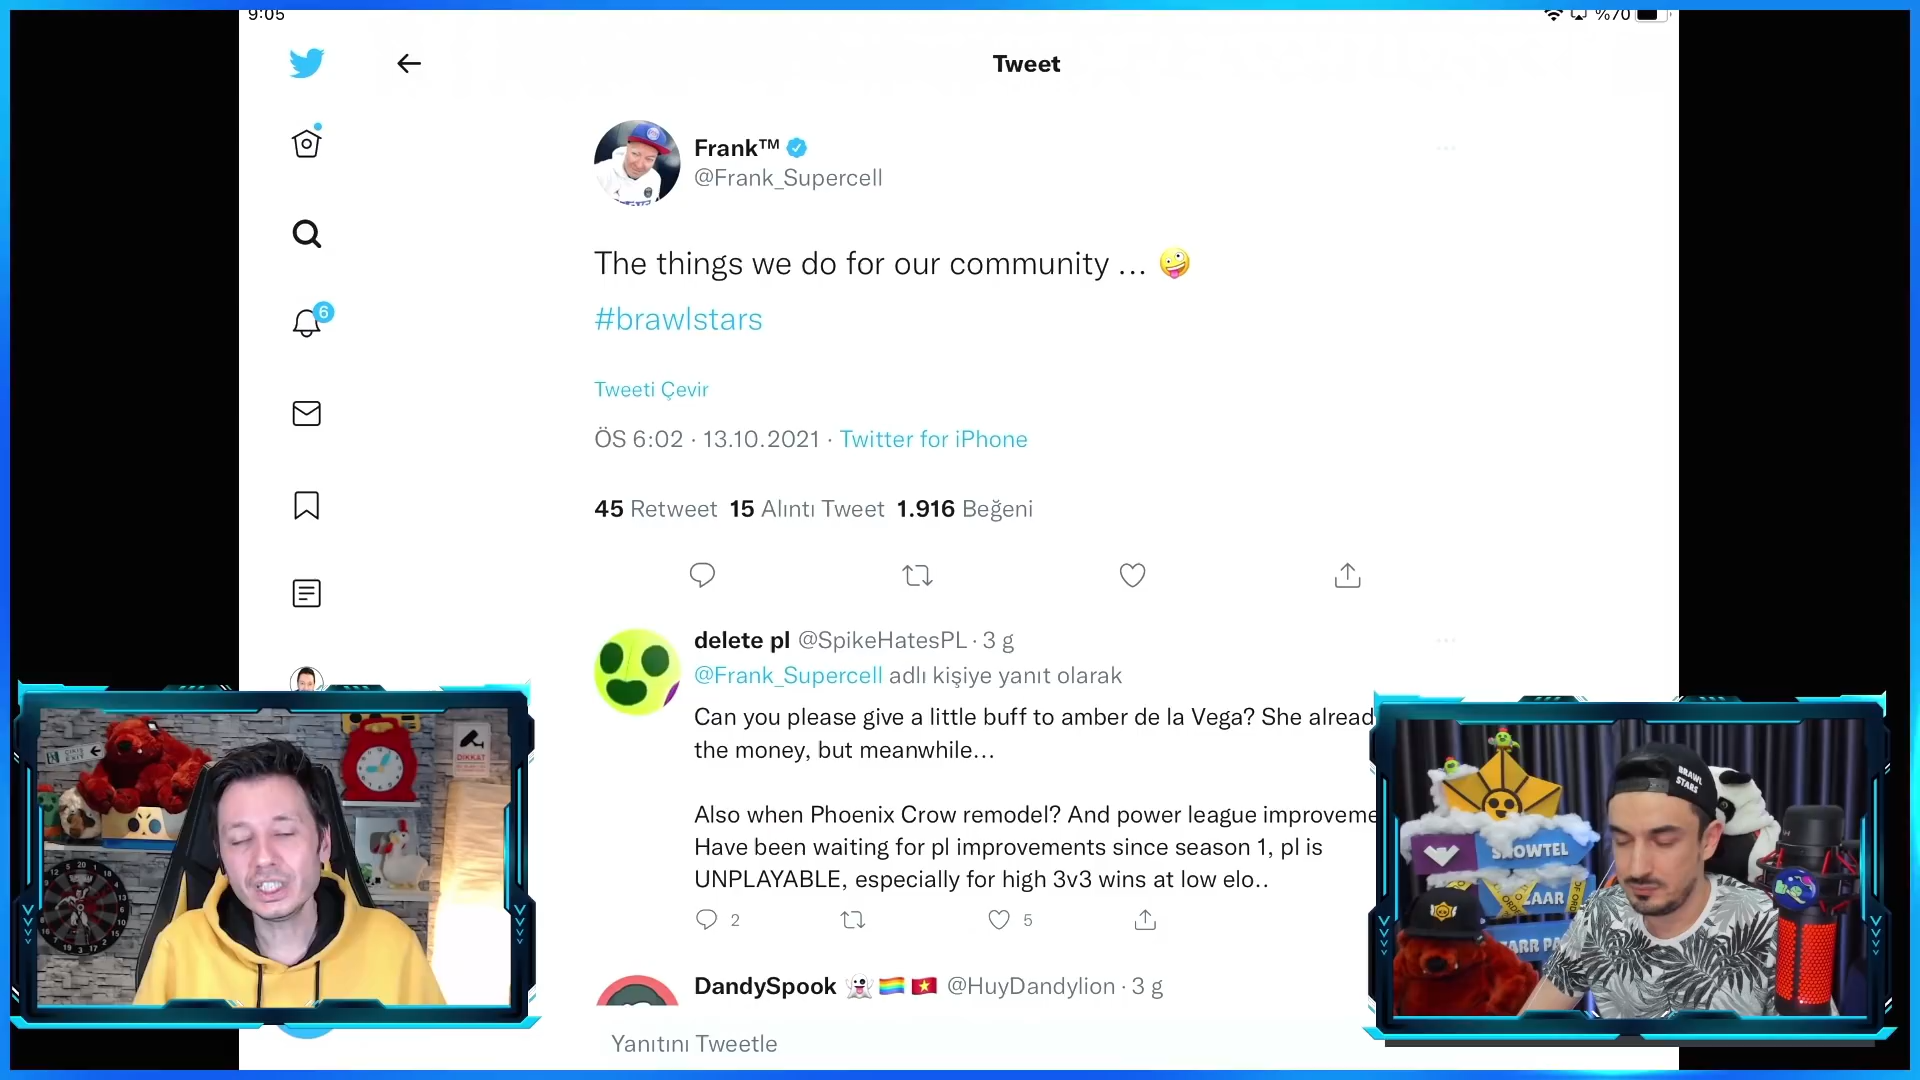 9:05
%70
Tweet
Frank™
@Frank_Supercell
The things we do for our community ... 🤪
#brawlstars
Tweeti Çevir
ÖS 6:02 · 13.10.2021 · Twitter for iPhone
45 Retweet 15 Alıntı Tweet 1.916 Beğeni
6
delete pl @SpikeHatesPL · 3 g
@Frank_Supercell adlı kişiye yanıt olarak
Can you please give a little buff to amber de la Vega? She alread
the money, but meanwhile...
Also when Phoenix Crow remodel? And power league improveme
Have been waiting for pl improvements since season 1, pl is
UNPLAYABLE, especially for high 3v3 wins at low elo..
2
5
DandySpook 👻🏳️‍🌈🇻🇳 @HuyDandylion · 3 g
Yanıtını Tweetle
EXIT
DİKKAT
BRAWL
STARS
SNOWTEL
ZAAR